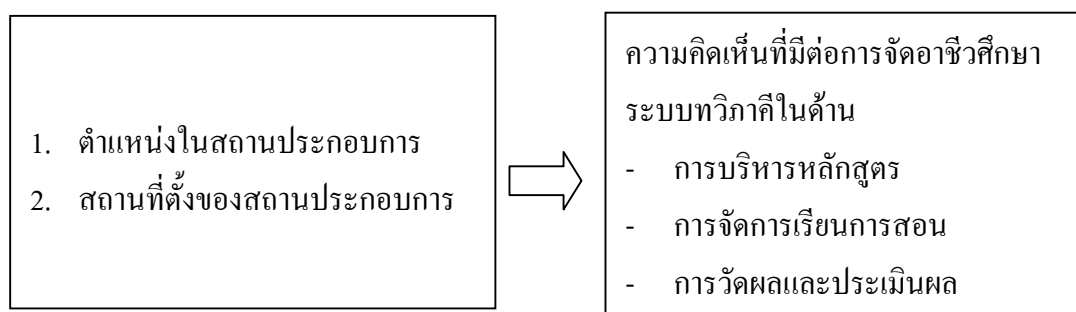 1. ตำแหน่งในสถานประกอบการ
2. สถานที่ตั้งของสถานประกอบการ
ความคิดเห็นที่มีต่อการจัดอาชีวศึกษา
ระบบทวิภาคีในด้าน
- การบริหารหลักสูตร
- การจัดการเรียนการสอน
- การวัดผลและประเมินผล